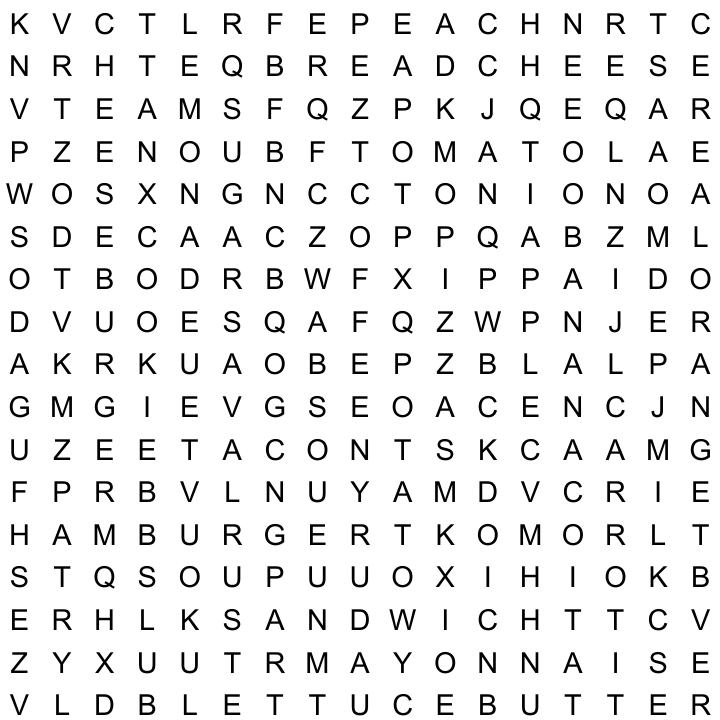 K V C T L R F E P E A C H N R T C
N R H T E Q B R E A D C H E E S E
V T E A M S F Q Z P K J Q E Q A R
P Z E N O U B F T O M A T O L A E
W O S X N G N C C T O N I O N O A
S D E C A A C Z O P P Q A B Z M L
O T B O D R B W F X I P P A I D O
D V U O E S Q A F Q Z W P N J E R
A K R K U A O B E P Z B L A L P A
G M G I E V G S E O A C E N C J N
U Z E E T A C O N T S K C A A M G
F P R B V L N U Y A M D V C R I E
H A M B U R G E R T K O M O R L T
S T Q S O U P U U O X I H I O K B
E R H L K S A N D W I C H T T C V
Z Y X U U T R M A Y O N N A I S E
V L D B L E T T U C E B U T T E R